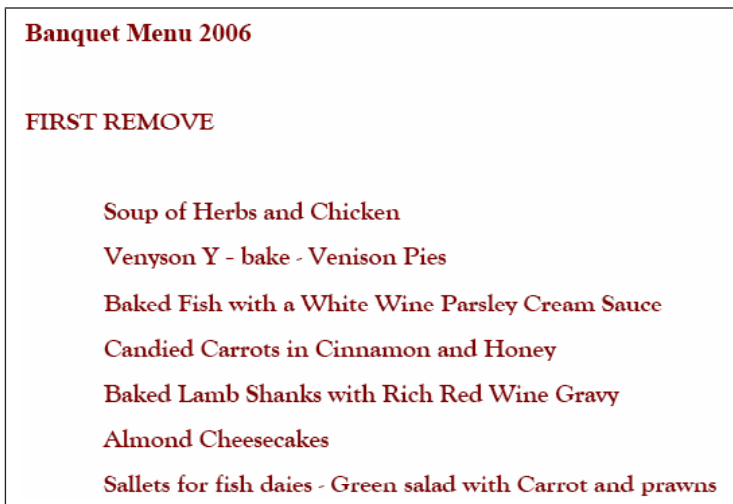 Banquet Menu 2006
FIRST REMOVE
Soup of Herbs and Chicken
Venyson Y - bake - Venison Pies
Baked Fish with a White Wine Parsley Cream Sauce
Candied Carrots in Cinnamon and Honey
Baked Lamb Shanks with Rich Red Wine Gravy
Almond Cheesecakes
Sallets for fish daies - Green salad with Carrot and prawns